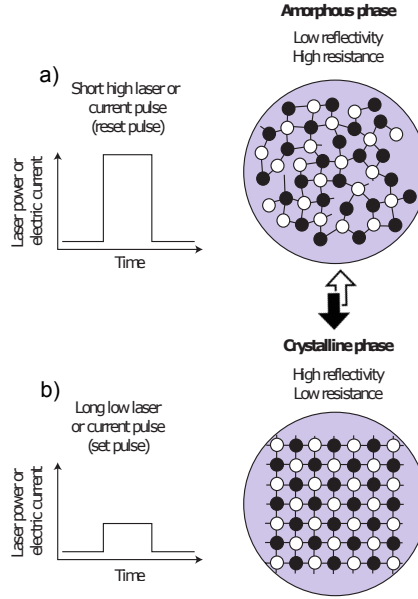 Amorphous phase
Low reflectivity
High resistance
a)
Short high laser or
current pulse
(reset pulse)
Laser power or
electric current
Time
Crystalline phase
High reflectivity
Low resistance
b)
Long low laser
or current pulse
(set pulse)
Laser power or
electric current
Time